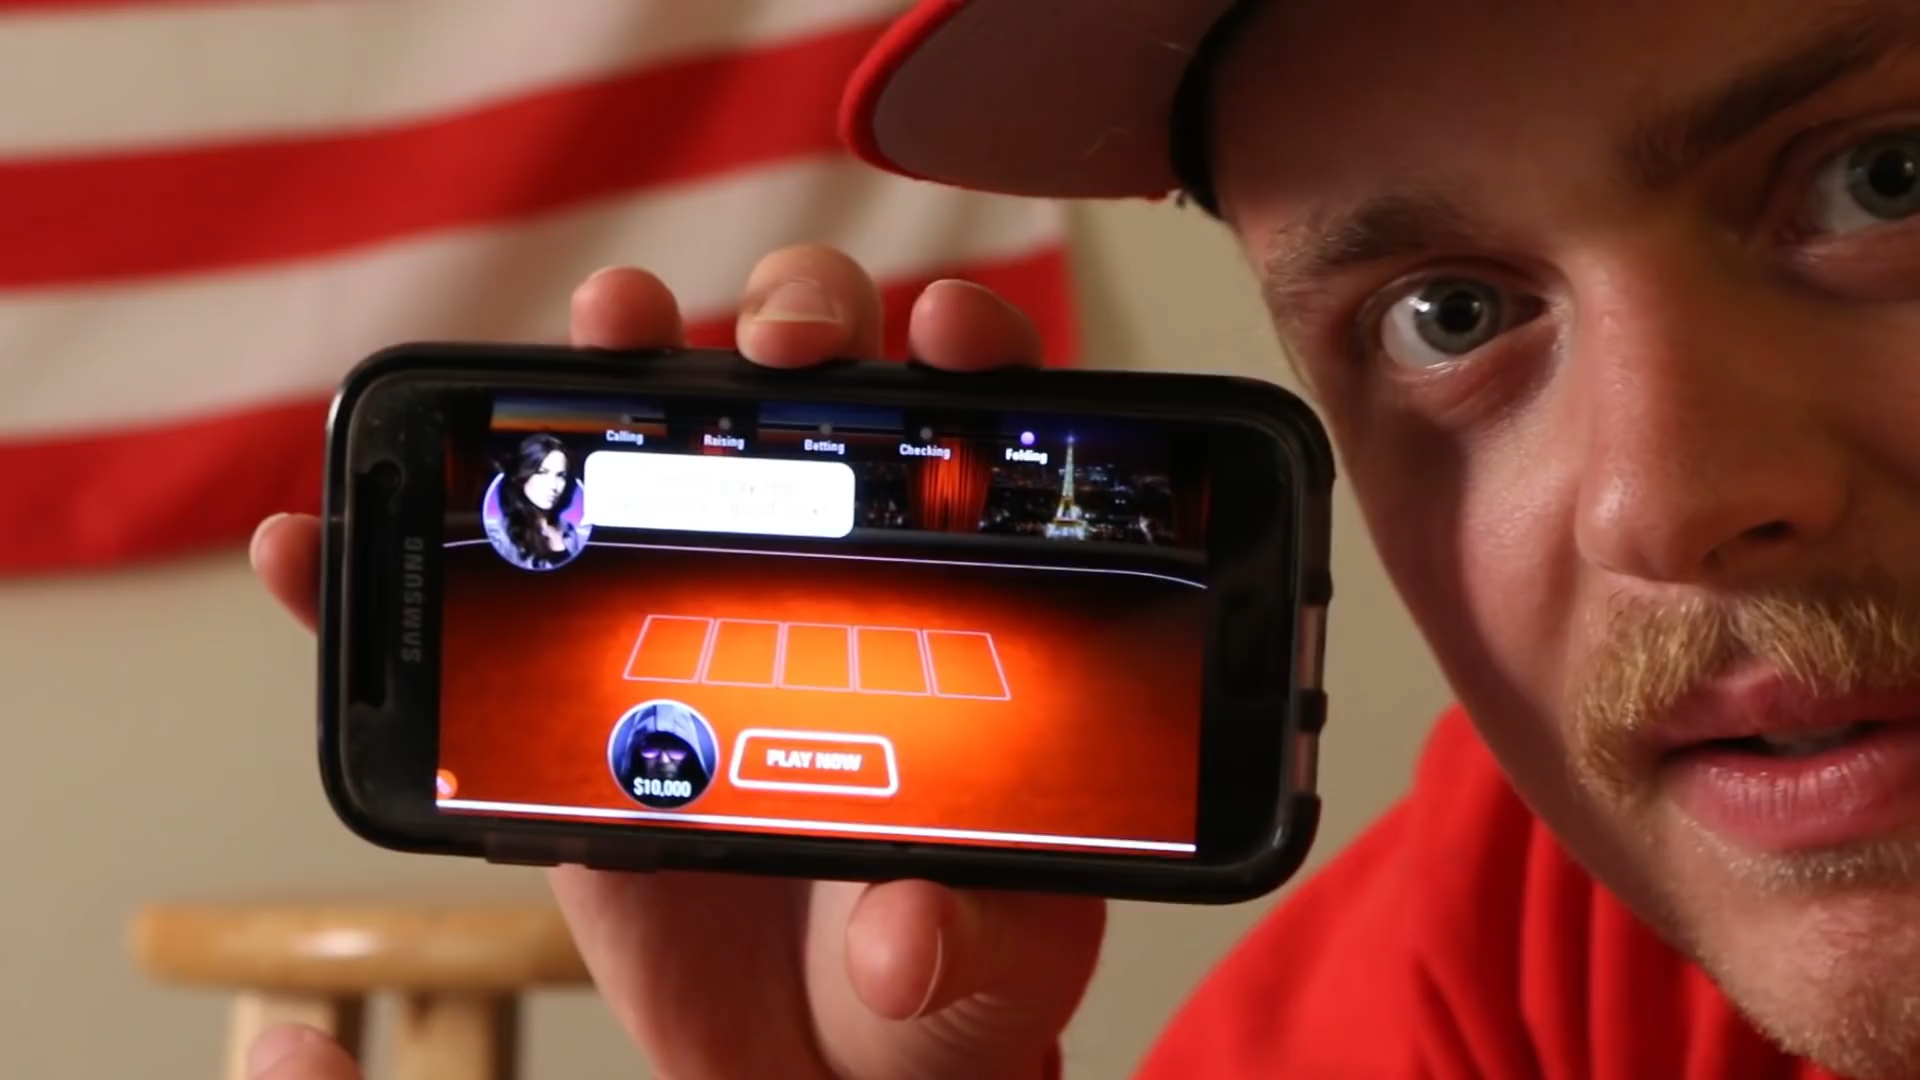 Calling
Raising
Betting
Checking
Folding
SAMSUNG
PLAY NOW
$10,000